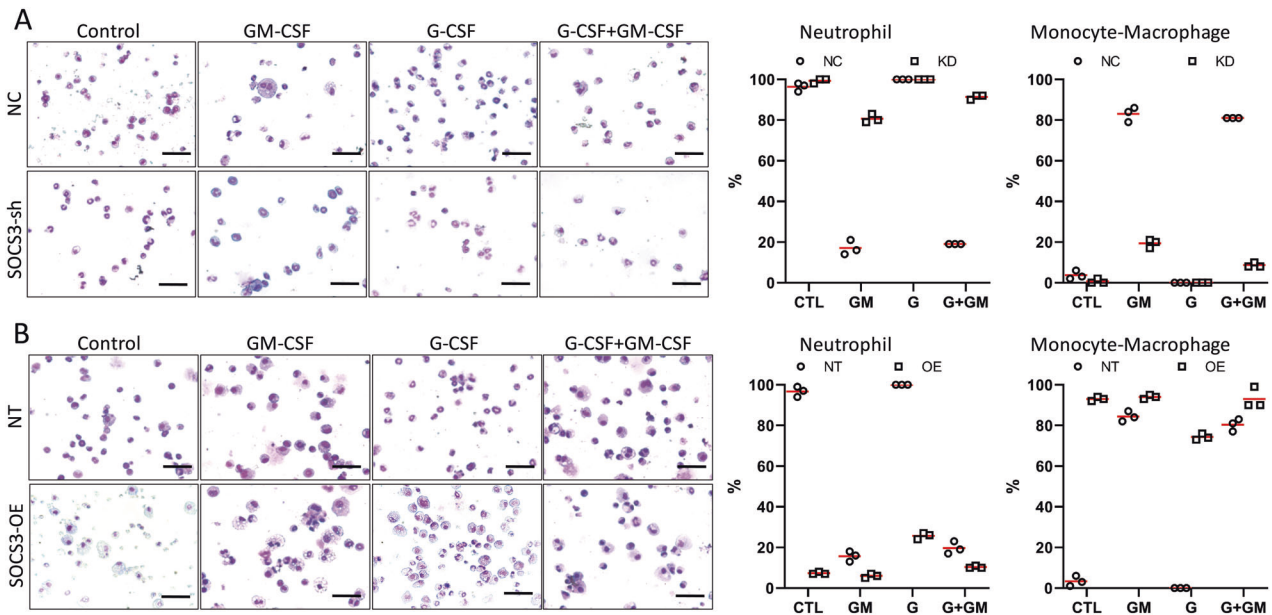 A
Control GM-CSF G-CSF G-CSF+GM-CSF
NC
SOCS3-sh
Neutrophil
NC KD
100
80
60
40
20
0
%
CTL GM G G+GM
Monocyte-Macrophage
NC KD
100
80
60
40
20
0
%
CTL GM G G+GM
B
Control GM-CSF G-CSF G-CSF+GM-CSF
NT
SOCS3-OE
Neutrophil
NT OE
100
80
60
40
20
0
%
CTL GM G G+GM
Monocyte-Macrophage
NT OE
100
80
60
40
20
0
%
CTL GM G G+GM